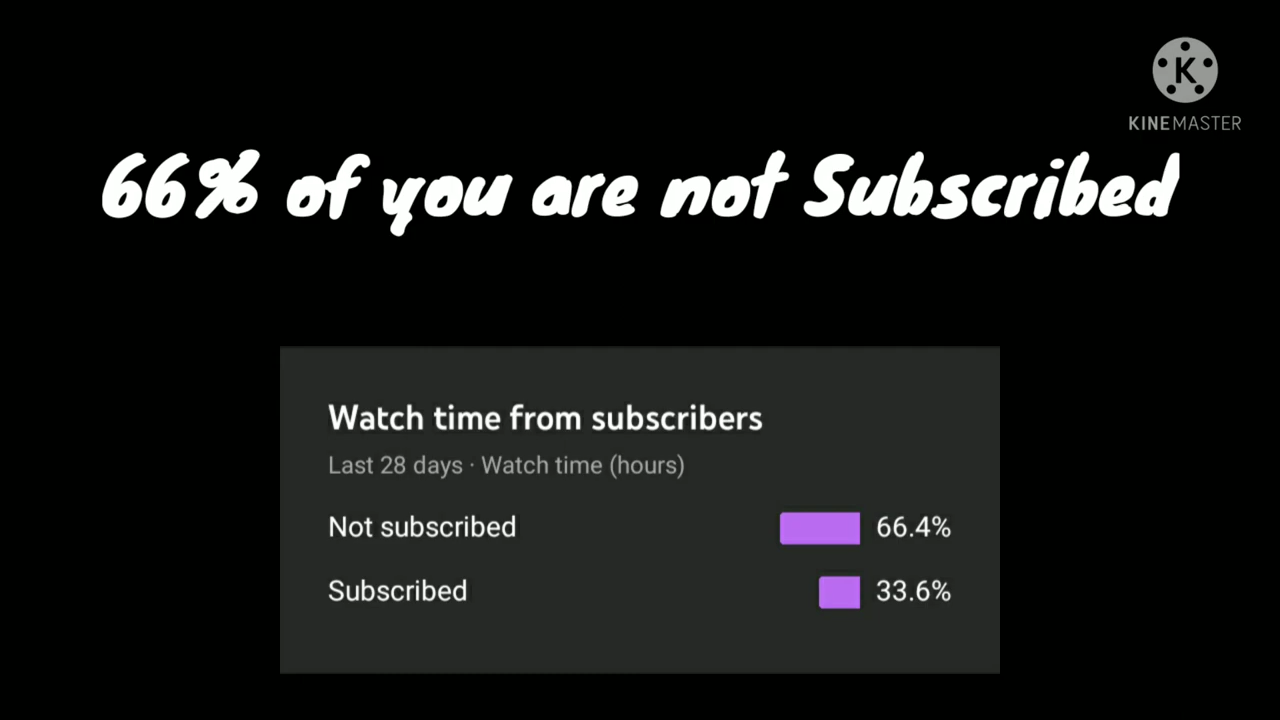 K
KINEMASTER
66% of you are not Subscribed
Watch time from subscribers
Last 28 days · Watch time (hours)
Not subscribed 66.4%
Subscribed 33.6%